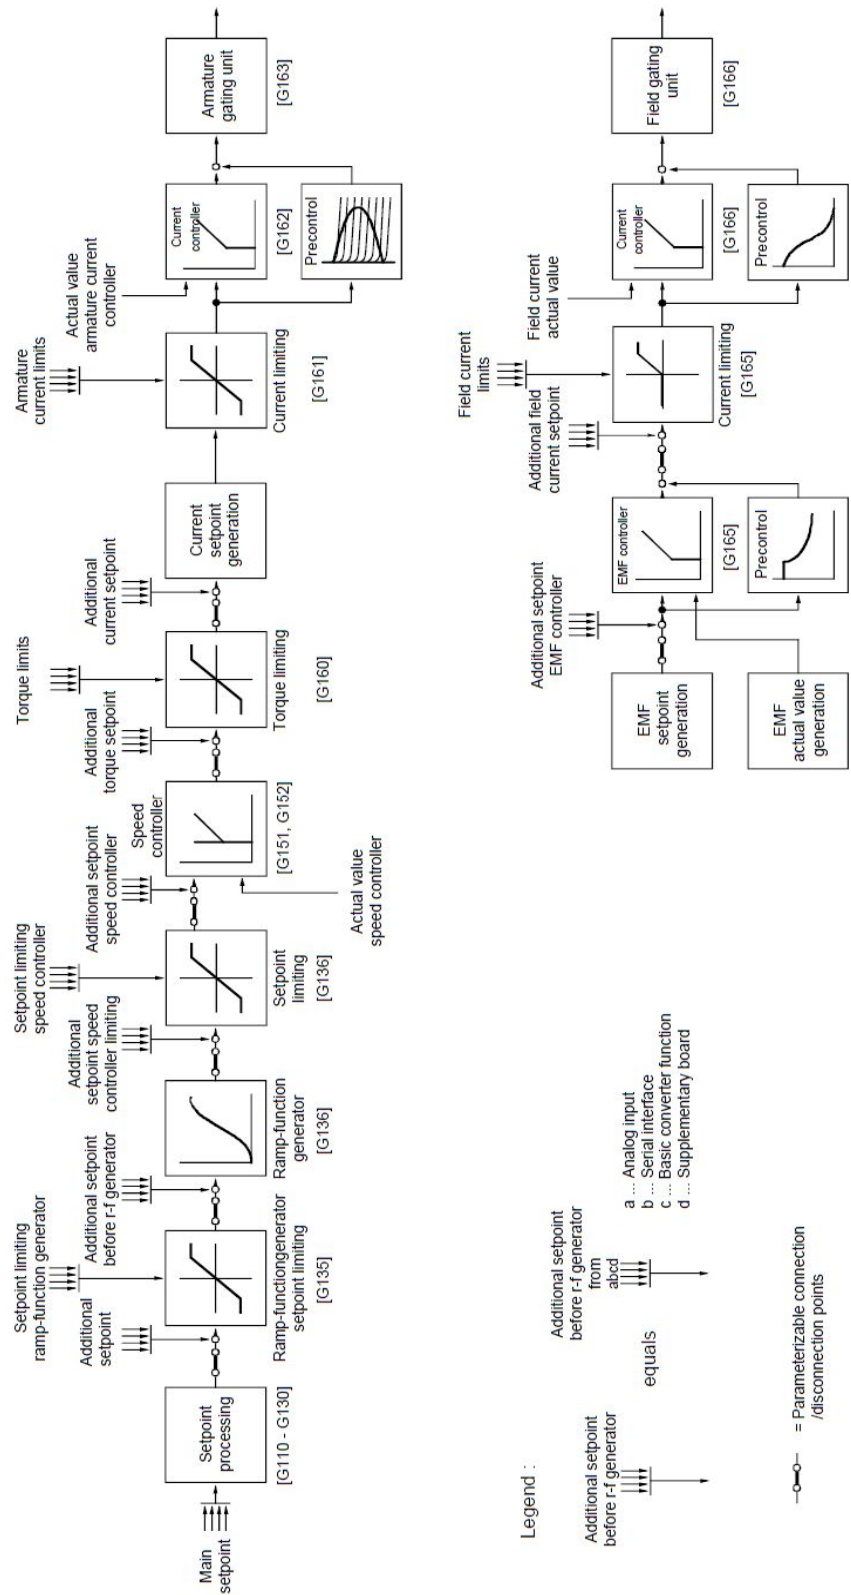 Main
setpoint
Setpoint
processing
[G110 - G130]
Additional
setpoint
Setpoint limiting
ramp-function generator
Ramp-functiongenerator
setpoint limiting
[G135]
Additional setpoint
before r-f generator
Ramp-function
generator
[G136]
Additional
setpoint speed
controller limiting
Setpoint limiting
speed controller
Setpoint
limiting
[G136]
Additional setpoint
speed controller
Speed
controller
[G151, G152]
Actual value
speed controller
Additional
torque setpoint
Torque limits
Torque limiting
[G160]
Additional
current setpoint
Current
setpoint
generation
Armature
current limits
Current limiting
[G161]
Actual value
armature current
controller
Current
controller
[G162]
Precontrol
Armature
gating unit
[G163]
EMF
setpoint
generation
EMF
actual value
generation
Additional setpoint
EMF controller
EMF controller
[G165]
Precontrol
Additional field
current setpoint
Field current
limits
Current limiting
[G165]
Field current
actual value
Current
controller
[G166]
Precontrol
Field gating
unit
[G166]
Legend :
Additional setpoint
before r-f generator
equals
Additional setpoint
before r-f generator
from
abcd
a ... Analog input
b ... Serial interface
c ... Basic converter function
d ... Supplementary board
= Parameterizable connection
/disconnection points